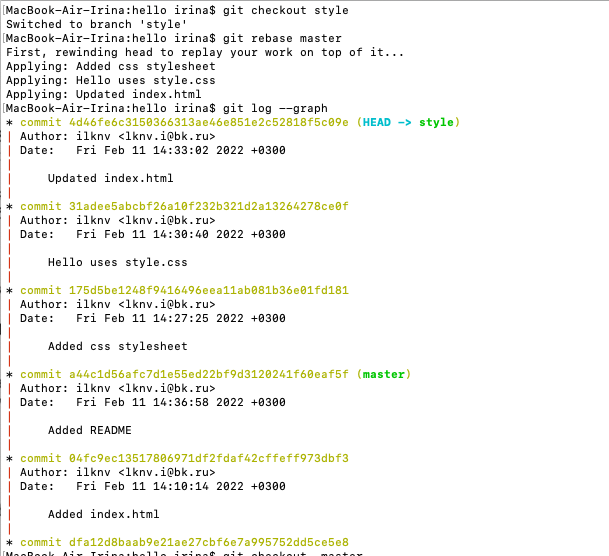 MacBook-Air-Irina:hello irina$ git checkout style
Switched to branch 'style'
MacBook-Air-Irina:hello irina$ git rebase master
First, rewinding head to replay your work on top of it...
Applying: Added css stylesheet
Applying: Hello uses style.css
Applying: Updated index.html
MacBook-Air-Irina:hello irina$ git log --graph
* commit 4d46fe6c3150366313ae46e851e2c52818f5c09e (HEAD -> style)
| Author: ilknv <lknv.i@bk.ru>
| Date:   Fri Feb 11 14:33:02 2022 +0300
|
|     Updated index.html
|
* commit 31adee5abcbf26a10f232b321d2a13264278ce0f
| Author: ilknv <lknv.i@bk.ru>
| Date:   Fri Feb 11 14:30:40 2022 +0300
|
|     Hello uses style.css
|
* commit 175d5be1248f9416496eea11ab081b36e01fd181
| Author: ilknv <lknv.i@bk.ru>
| Date:   Fri Feb 11 14:27:25 2022 +0300
|
|     Added css stylesheet
|
* commit a44c1d56afc7d1e55ed22bf9d3120241f60eaf5f (master)
| Author: ilknv <lknv.i@bk.ru>
| Date:   Fri Feb 11 14:36:58 2022 +0300
|
|     Added README
|
* commit 04fc9ec13517806971df2fdaf42cffeff973dbf3
| Author: ilknv <lknv.i@bk.ru>
| Date:   Fri Feb 11 14:10:14 2022 +0300
|
|     Added index.html
|
* commit dfa12d8baab9e21ae27cbf6e7a995752dd5ce5e8
MacBook-Air-Irina:hello irina$ git checkout master